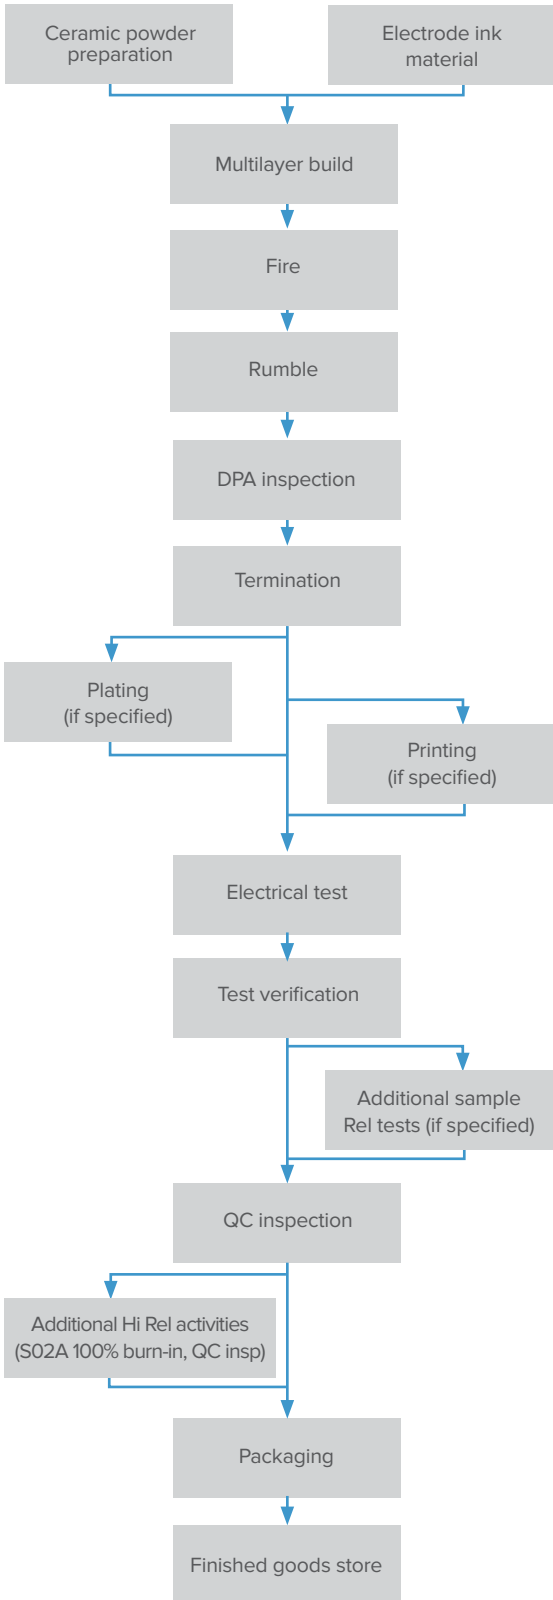 Ceramic powder
preparation
Electrode ink
material
Multilayer build
Fire
Rumble
DPA inspection
Termination
Plating
(if specified)
Printing
(if specified)
Electrical test
Test verification
Additional sample
Rel tests (if specified)
QC inspection
Additional Hi Rel activities
(S02A 100% burn-in, QC insp)
Packaging
Finished goods store